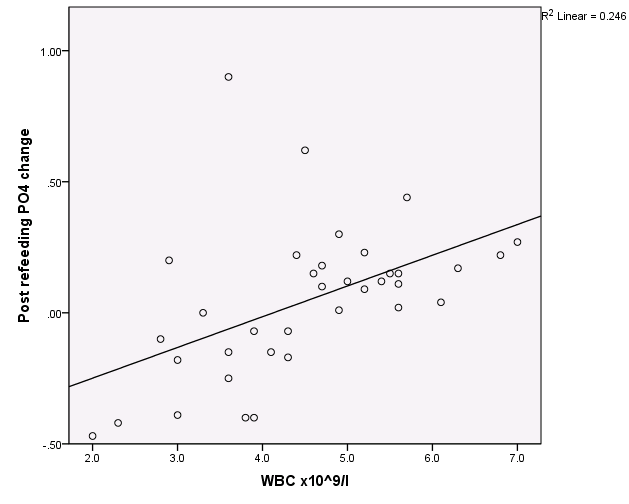 R2 Linear = 0.246
1.00
.50
.00
-.50
Post refeeding PO4 change
2.0 3.0 4.0 5.0 6.0 7.0
WBC x10^9/l